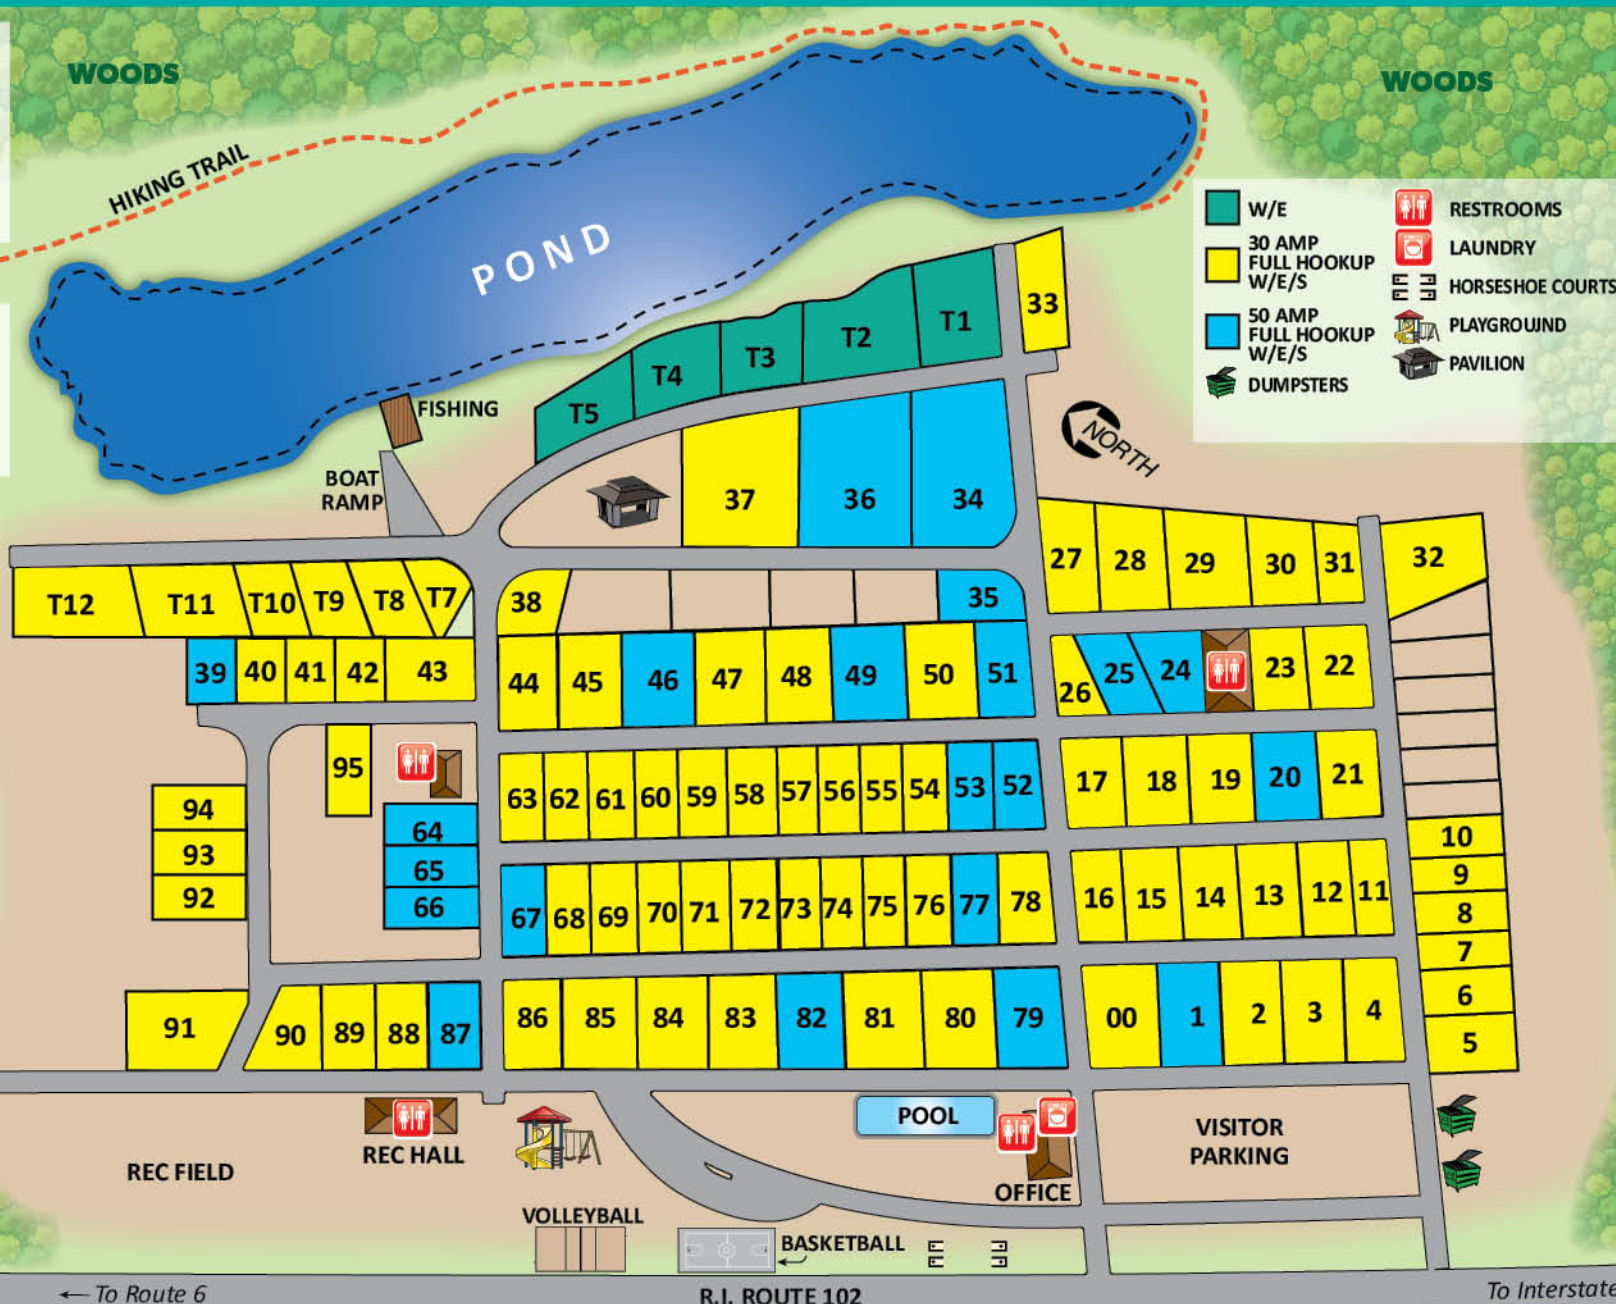 WOODS
WOODS
HIKING TRAIL
POND
W/E
30 AMP
FULL HOOKUP
W/E/S
50 AMP
FULL HOOKUP
W/E/S
DUMPSTERS
RESTROOMS
LAUNDRY
HORSESHOE COURTS
PLAYGROUND
PAVILION
33
T5 T4 T3 T2 T1
FISHING
BOAT
RAMP
NORTH
37 36 34
27 28 29 30 31 32
T12 T11 T10 T9 T8 T7
38 35
39 40 41 42 43
44 45 46 47 48 49 50 51
26 25 24 23 22
95
63 62 61 60 59 58 57 56 55 54 53 52
17 18 19 20 21
94
93
92
64
65
66
67 68 69 70 71 72 73 74 75 76 77 78
16 15 14 13 12 11
10
9
8
7
6
5
91 90 89 88 87
86 85 84 83 82 81 80 79
00 1 2 3 4
POOL
VISITOR
PARKING
REC HALL
REC FIELD
OFFICE
VOLLEYBALL
BASKETBALL
← To Route 6
R.I. ROUTE 102
To Interstate